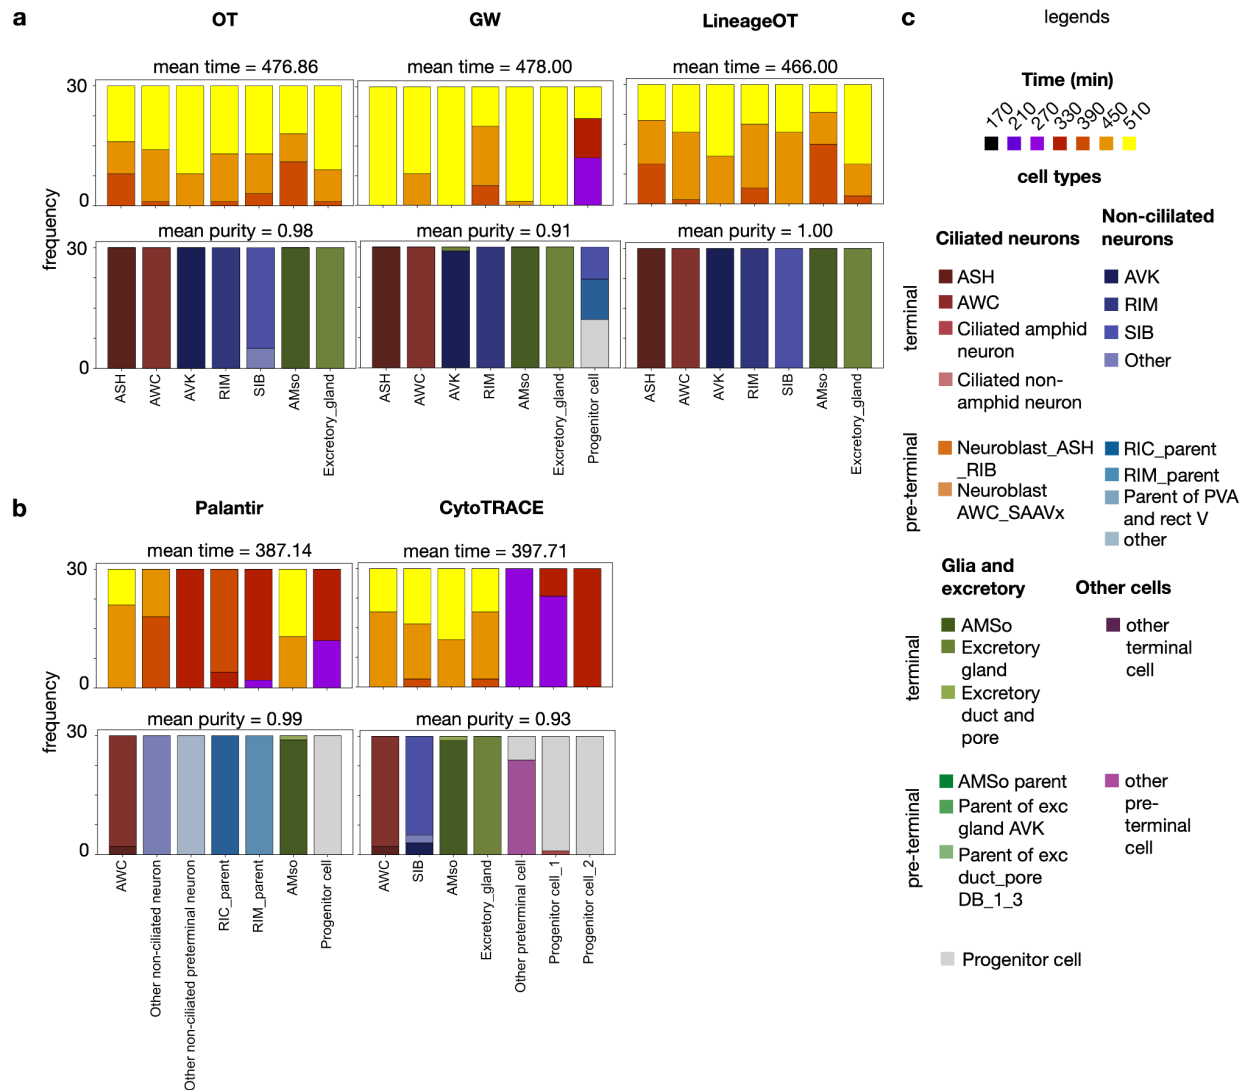 a
OT
GW
LineageOT
mean time = 476.86
mean time = 478.00
mean time = 466.00
30
0
frequency
mean purity = 0.98
mean purity = 0.91
mean purity = 1.00
30
0
ASH
AWC
AVK
RIM
SIB
AMso
Excretory_gland
ASH
AWC
AVK
RIM
AMso
Excretory_gland
Progenitor cell
ASH
AWC
AVK
RIM
SIB
AMso
Excretory_gland
b
Palantir
CytoTRACE
mean time = 387.14
mean time = 397.71
30
0
frequency
mean purity = 0.99
mean purity = 0.93
30
0
AWC
Other non-ciliated neuron
Other non-ciliated preterminal neuron
RIC_parent
RIM_parent
AMso
Progenitor cell
AWC
SIB
AMso
Excretory_gland
Other preterminal cell
Progenitor cell_1
Progenitor cell_2
c
legends
Time (min)
170
210
270
330
390
450
510
cell types
Ciliated neurons
Non-cililated
neurons
terminal
ASH
AWC
Ciliated amphid
neuron
Ciliated non-
amphid neuron
AVK
RIM
SIB
Other
pre-terminal
Neuroblast_ASH
_RIB
Neuroblast
AWC_SAAVx
RIC_parent
RIM_parent
Parent of PVA
and rect V
other
Glia and
excretory
Other cells
terminal
AMSo
Excretory
gland
Excretory
duct and
pore
other
terminal
cell
pre-terminal
AMSo parent
Parent of exc
gland AVK
Parent of exc
duct_pore
DB_1_3
other
pre-
terminal
cell
Progenitor cell